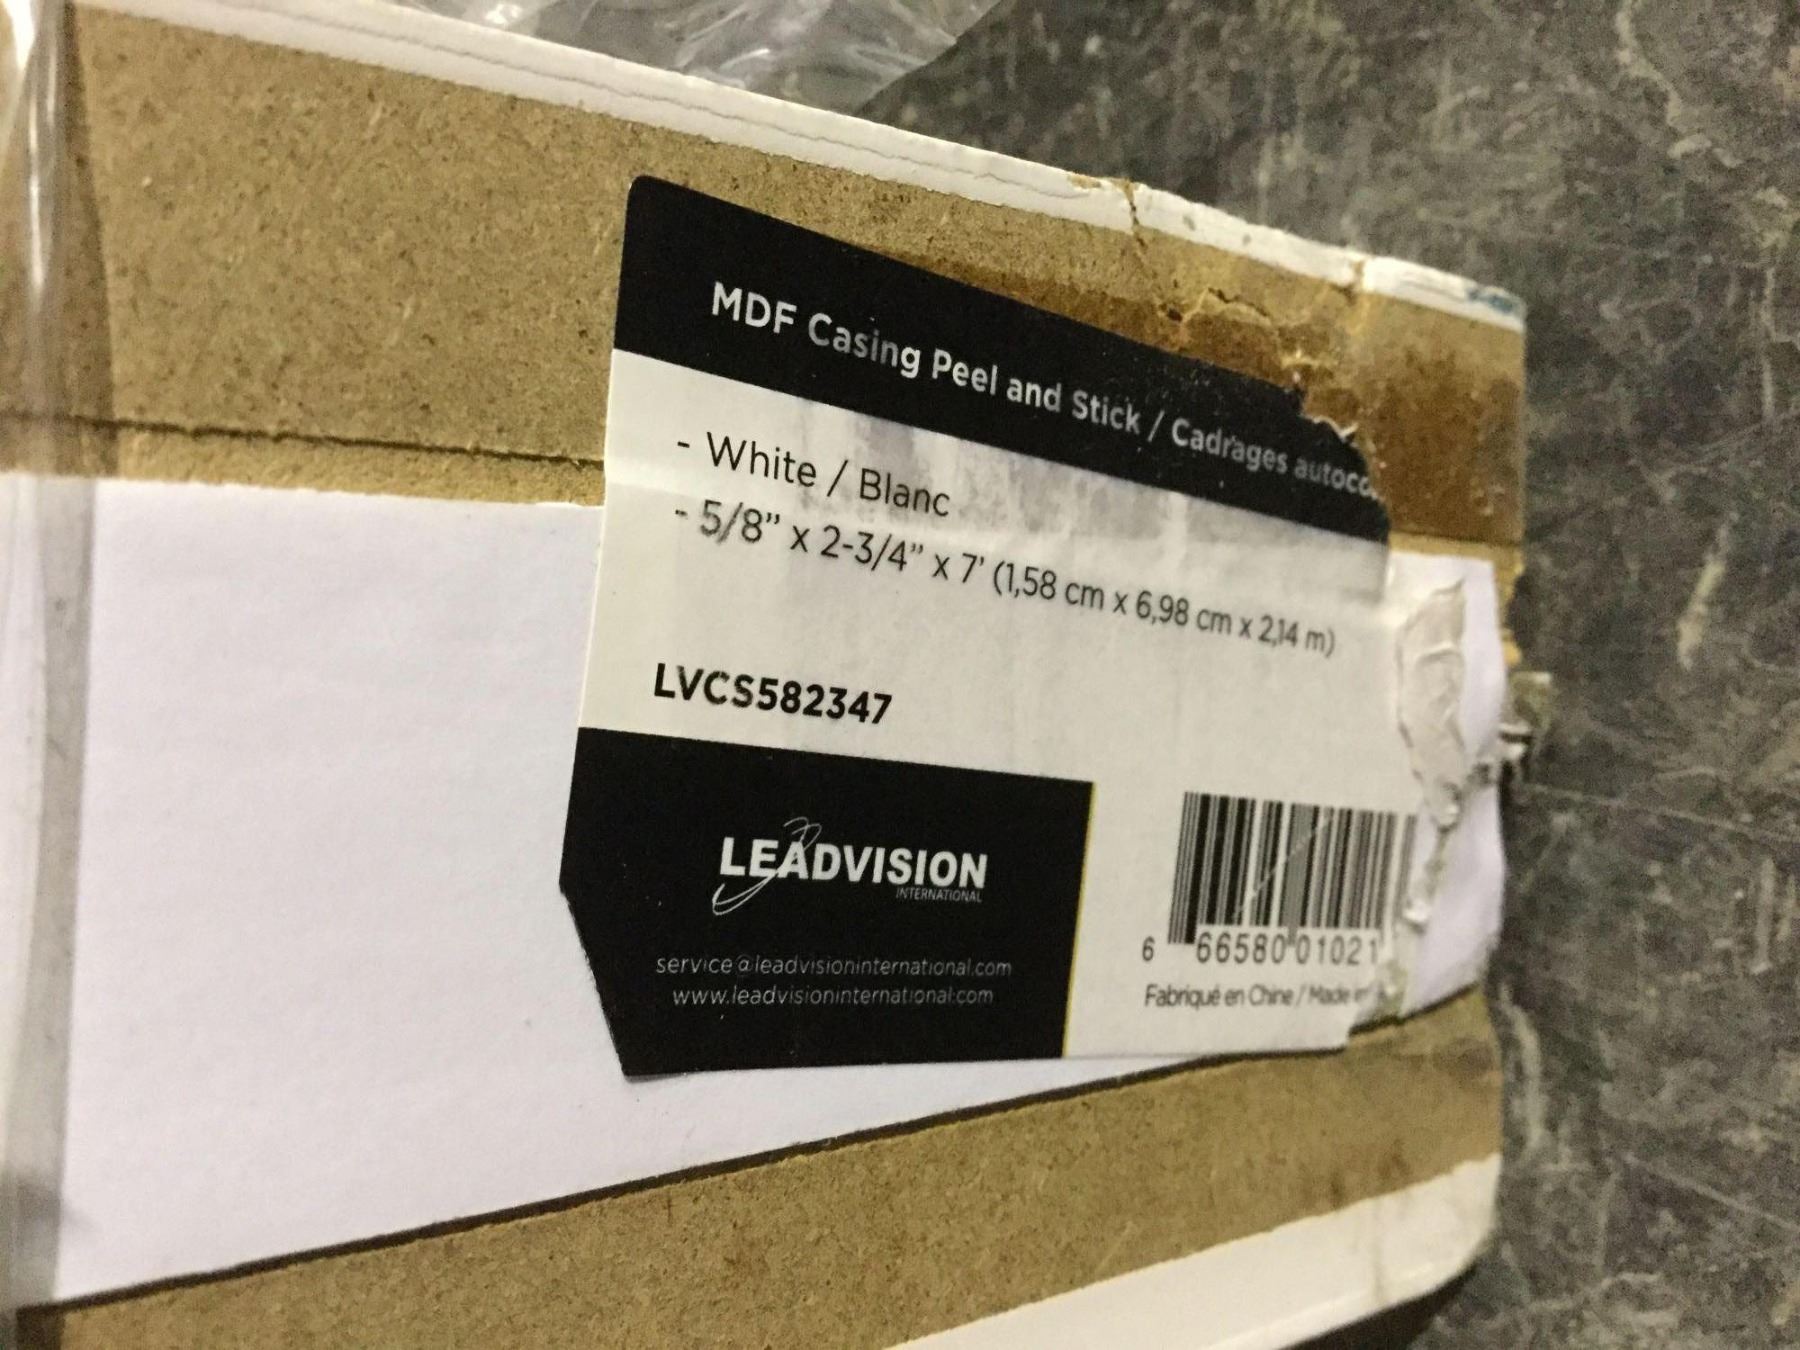 MDF Casing Peel and Stick / Cadrages
- White / Blanc
- 5/8” x 2-3/4” x 7’ (1,58 cm x 6,98 cm x 2,14 m)
LVCS582347
LEADVISION
INTERNATIONAL
service@leadvisioninternational.com
www.leadvisioninternational.com
6 66580 01021
Fabriqué en Chine / Made in